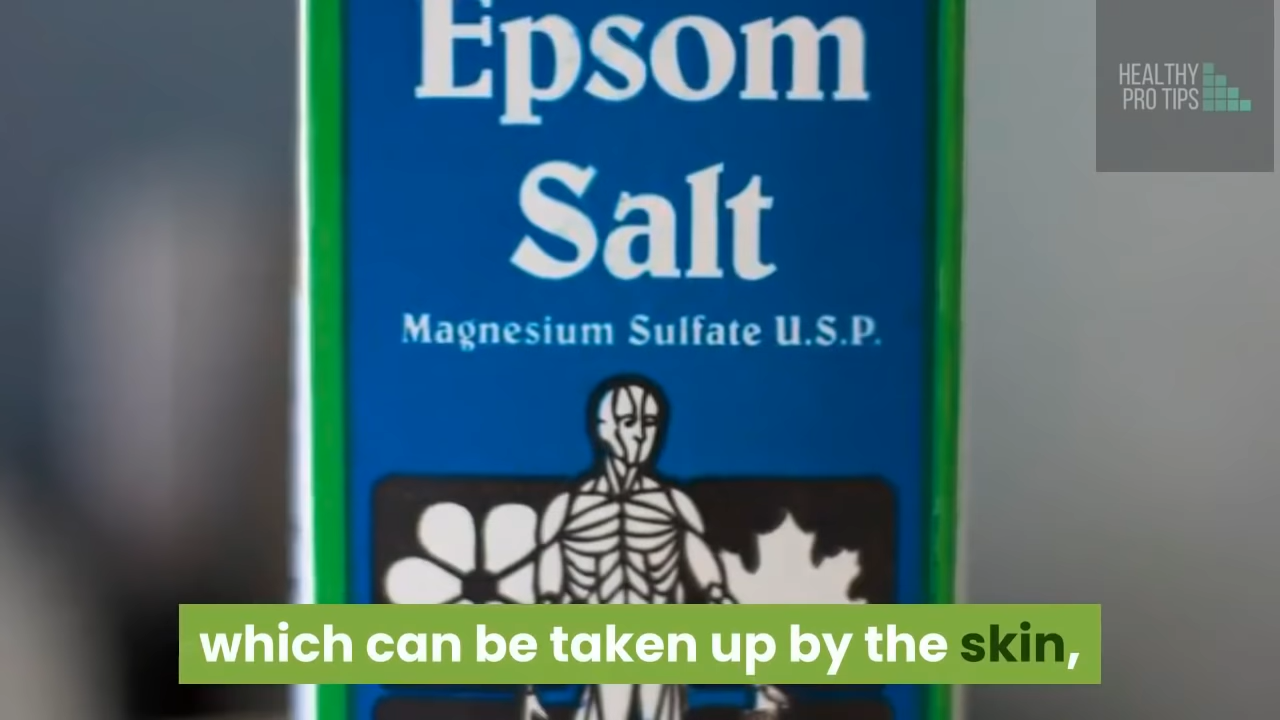 Epsom
Salt
Magnesium Sulfate U.S.P.
HEALTHY
PRO TIPS
which can be taken up by the skin,